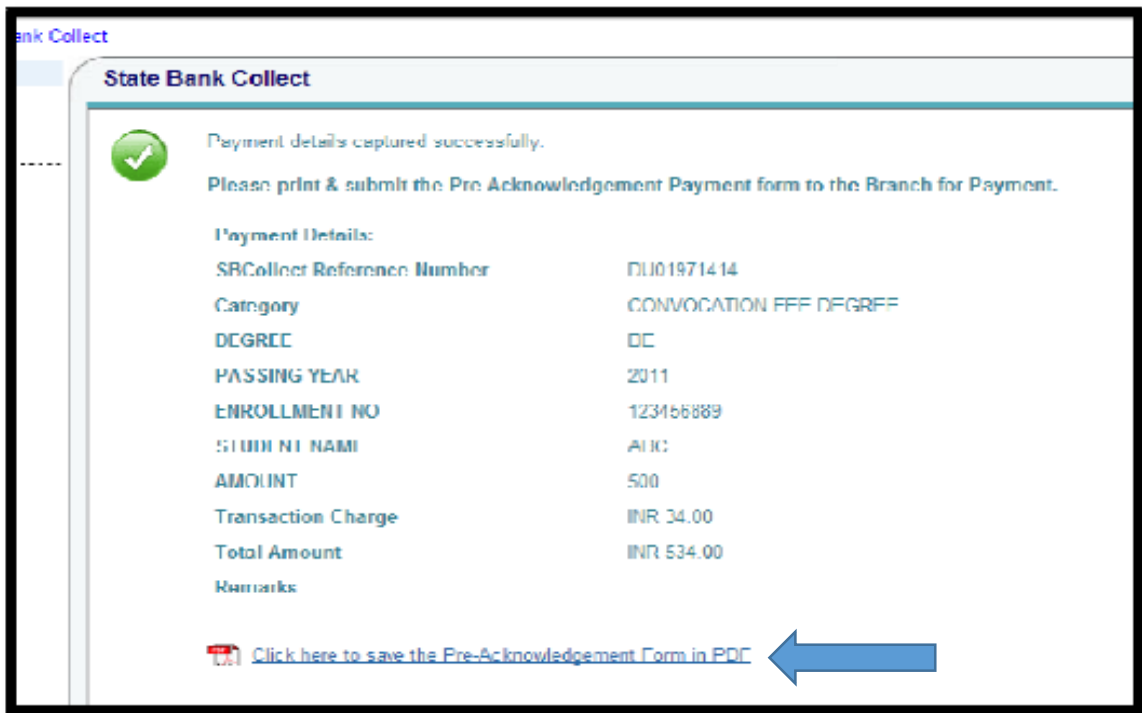 ank Collect
State Bank Collect
Payment details captured successfully.
Please print & submit the Pre Acknowledgement Payment form to the Branch for Payment.
Payment Details:
SBCollect Reference Number DU01971414
Category CONVOCATION FEE DEGREE
DEGREE
PASSING YEAR 2011
ENROLLMENT NO 123456889
STUDENT NAME ABC
AMOUNT 500
Transaction Charge INR 34.00
Total Amount INR 534.00
Remarks
Click here to save the Pre-Acknowledgement Form in PDF